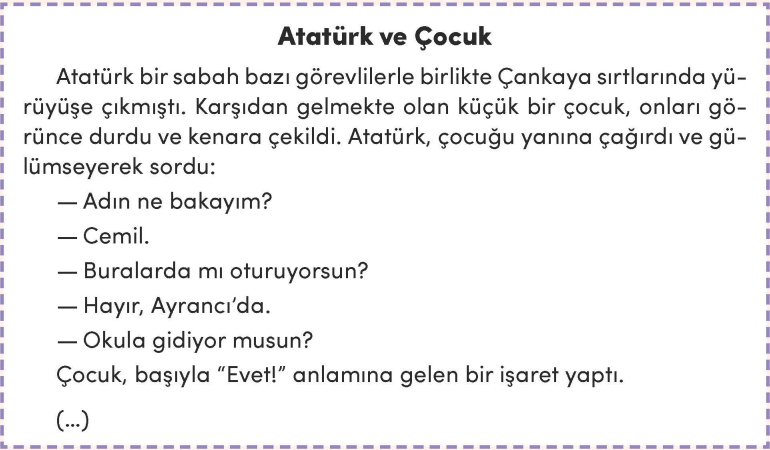 Atatürk ve Çocuk
Atatürk bir sabah bazı görevlilerle birlikte Çankaya sırtlarında yü-
rüyüşe çıkmıştı. Karşıdan gelmekte olan küçük bir çocuk, onları gö-
rünce durdu ve kenara çekildi. Atatürk, çocuğu yanına çağırdı ve gü-
lümseyerek sordu:
— Adın ne bakayım?
— Cemil.
— Buralarda mı oturuyorsun?
— Hayır, Ayrancı’da.
— Okula gidiyor musun?
Çocuk, başıyla “Evet!” anlamına gelen bir işaret yaptı.
(...)